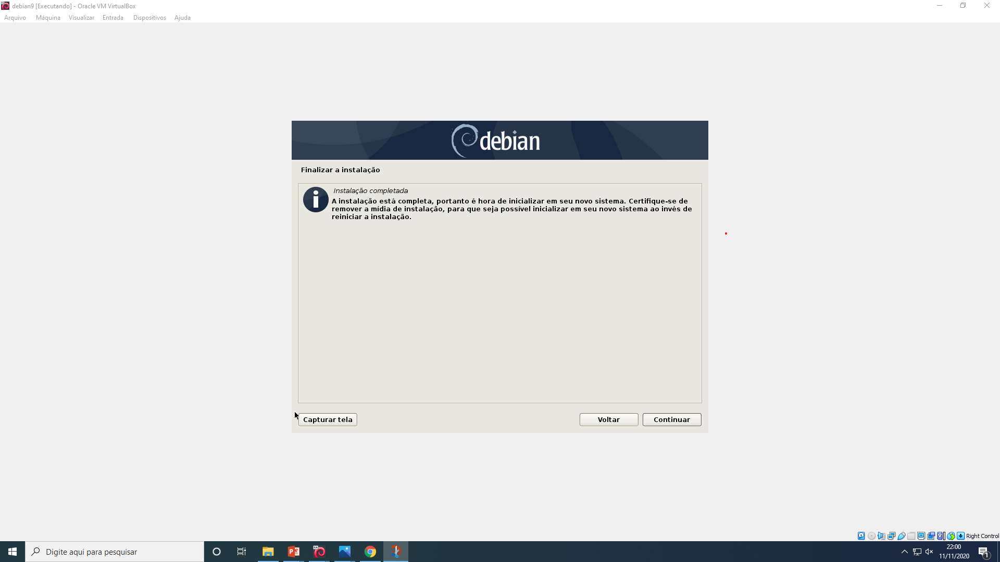 debian9 [Executando] - Oracle VM VirtualBox
Arquivo Máquina Visualizar Entrada Dispositivos Ajuda
debian
Finalizar a instalação
Instalação completada
A instalação está completa, portanto é hora de inicializar em seu novo sistema. Certifique-se de
remover a mídia de instalação, para que seja possível inicializar em seu novo sistema ao invés de
reiniciar a instalação.
Capturar tela Voltar Continuar
Right Control
Digite aqui para pesquisar
22:00
11/11/2020
1